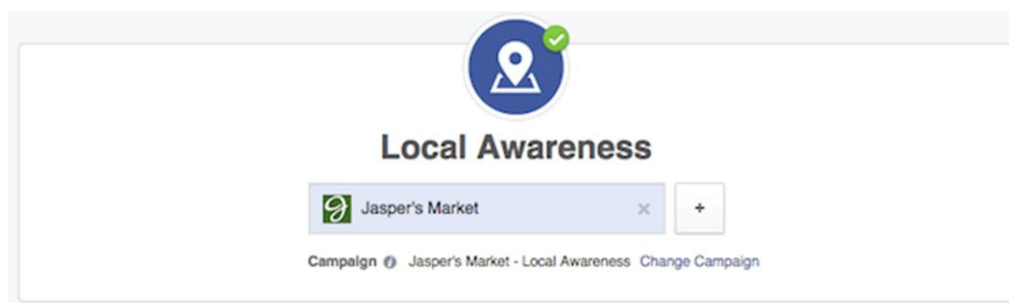 Local Awareness
Jasper's Market × +
Campaign i Jasper's Market - Local Awareness Change Campaign